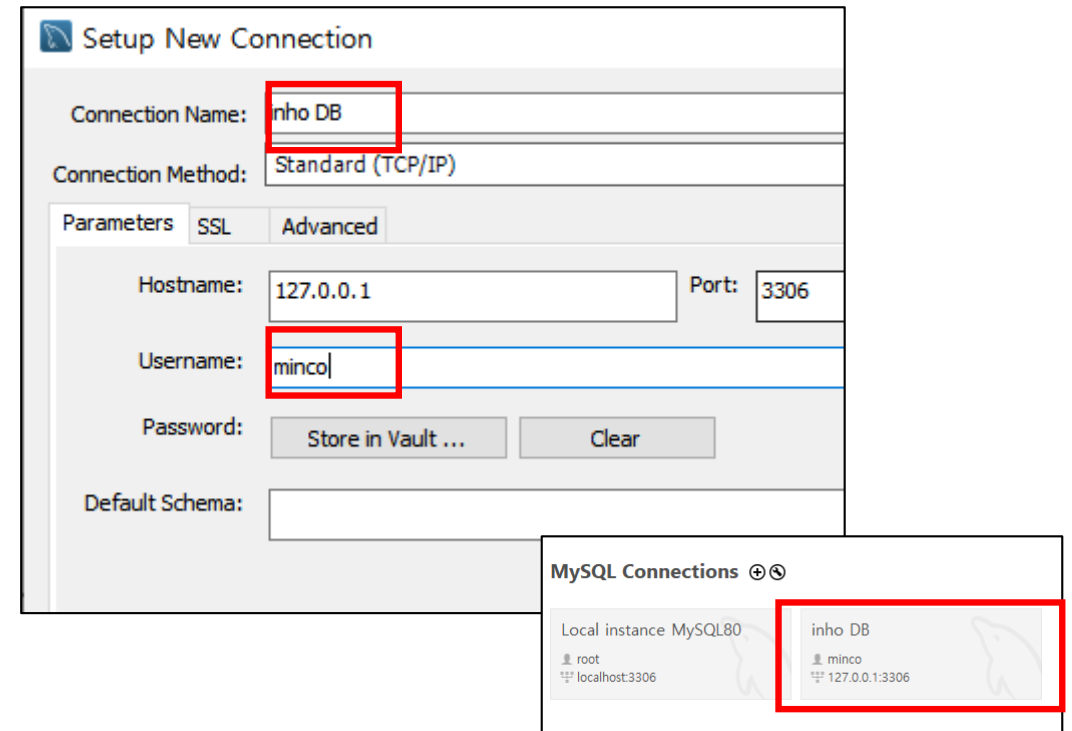 Setup New Connection
Connection Name: inho DB
Connection Method: Standard (TCP/IP)
Parameters SSL Advanced
Hostname: 127.0.0.1 Port: 3306
Username: minco
Password: Store in Vault ... Clear
Default Schema:
MySQL Connections
Local instance MySQL80
root
localhost:3306
inho DB
minco
127.0.0.1:3306